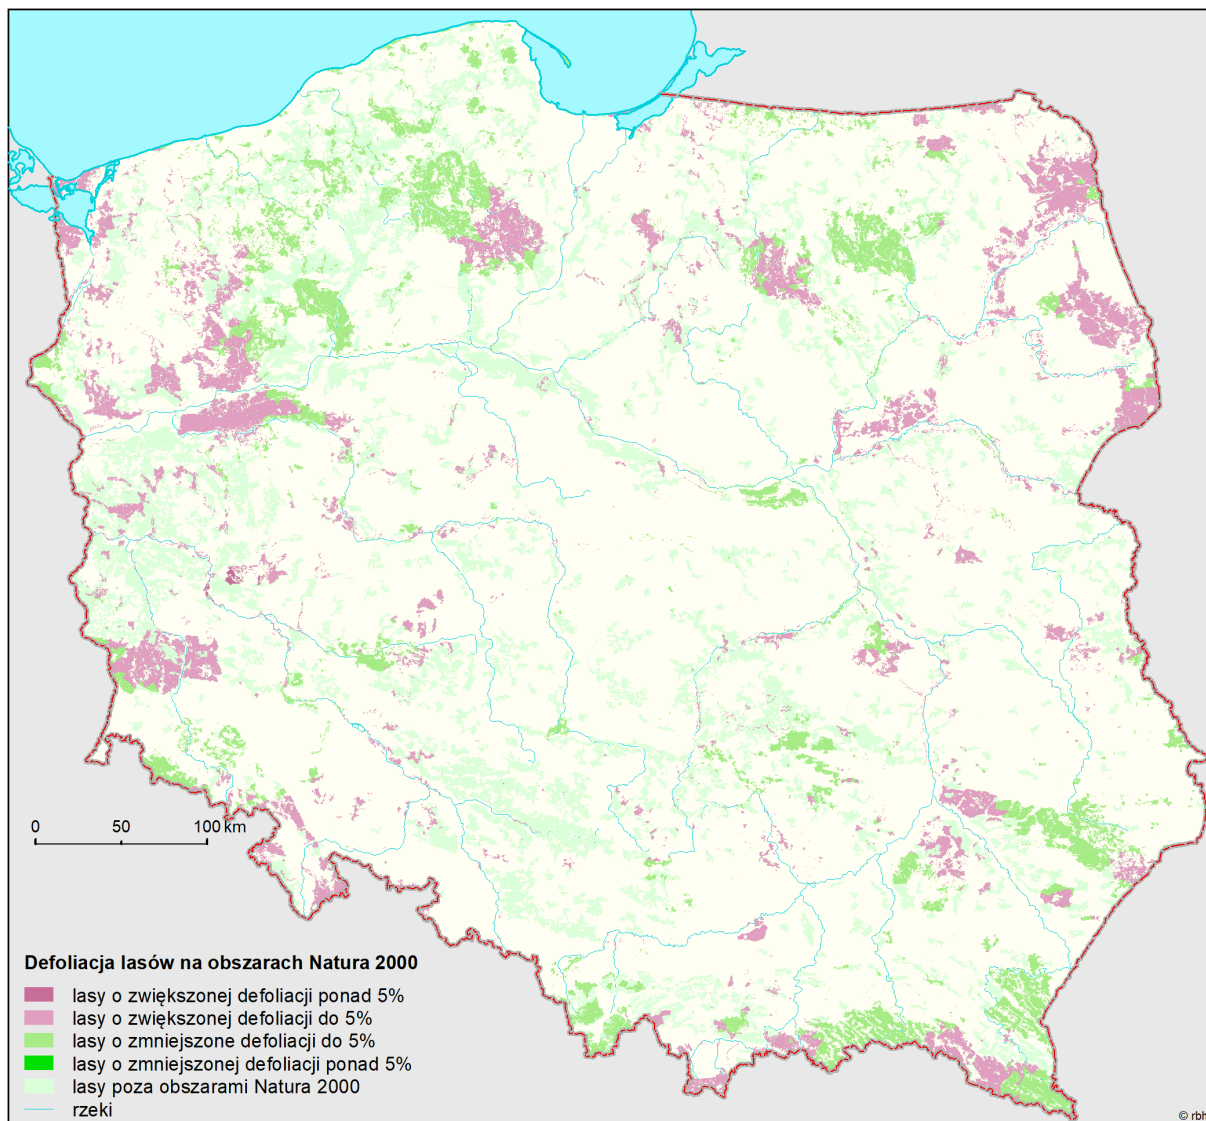 0 50 100 km
Defoliacja lasów na obszarach Natura 2000
lasy o zwiększonej defoliacji ponad 5%
lasy o zwiększonej defoliacji do 5%
lasy o zmniejszone defoliacji do 5%
lasy o zmniejszonej defoliacji ponad 5%
lasy poza obszarami Natura 2000
rzeki
© rbh